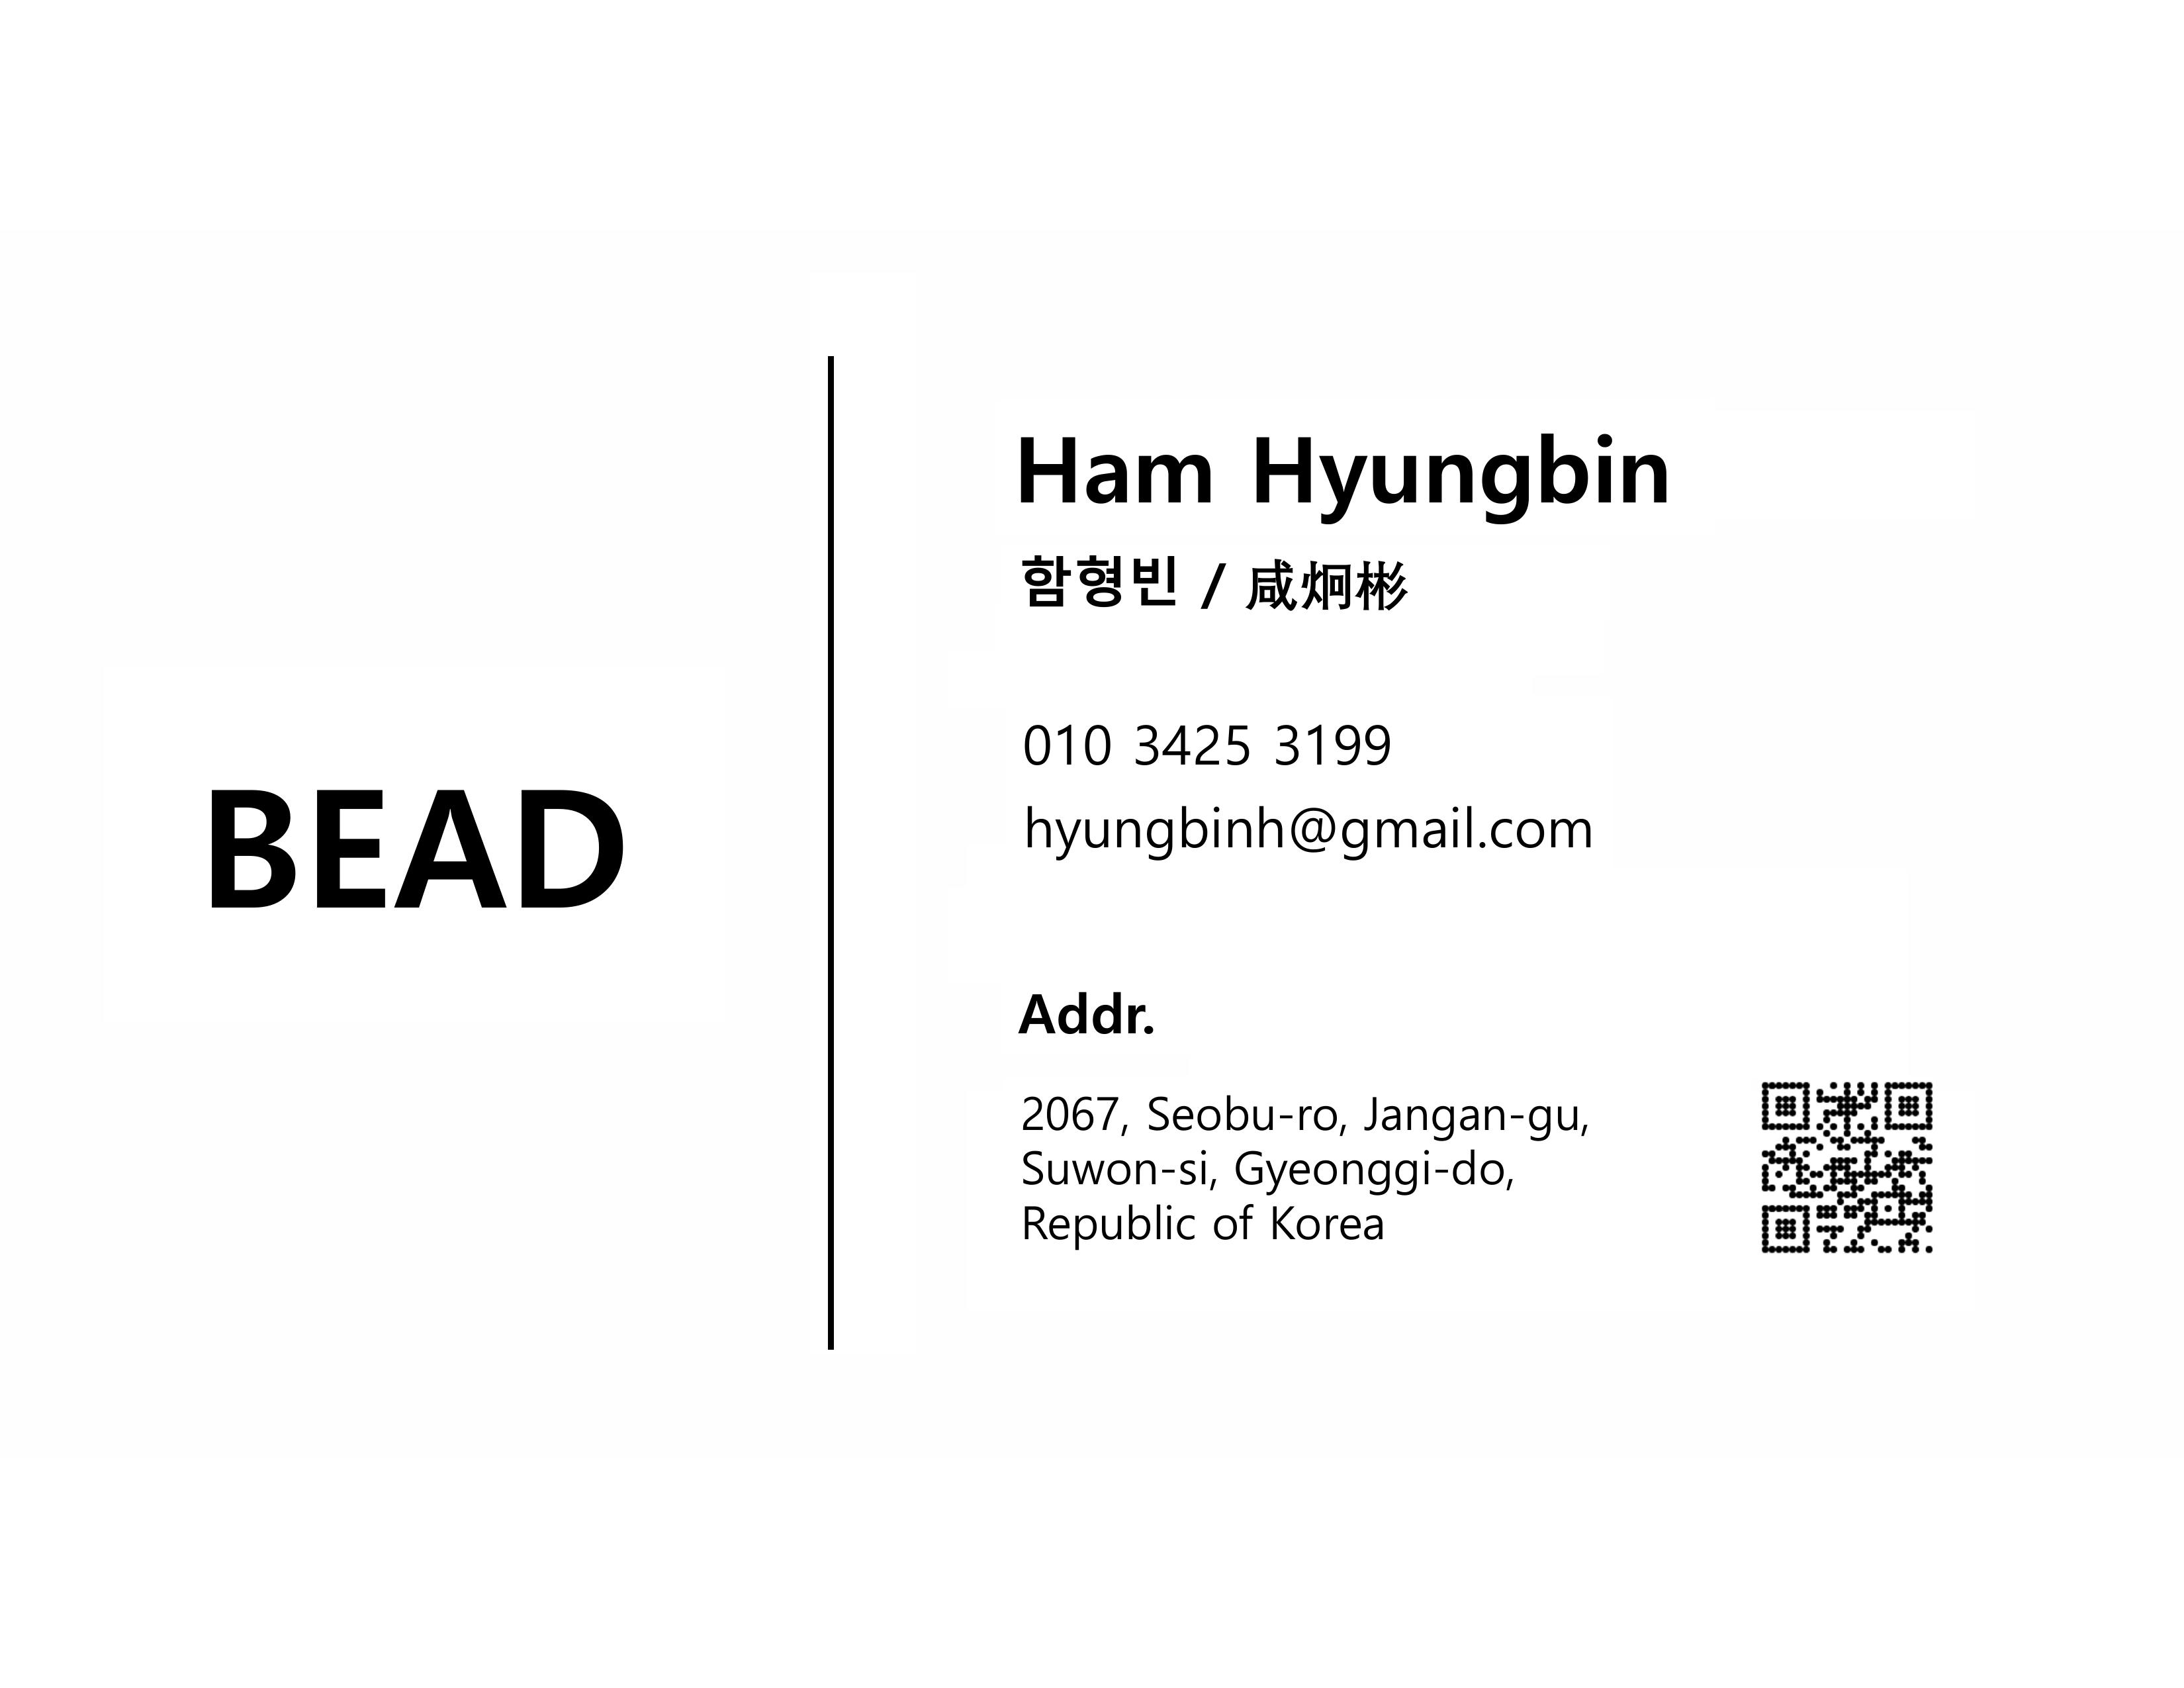 BEAD
Ham Hyungbin
함형빈 / 咸炯彬
010 3425 3199
hyungbinh@gmail.com
Addr.
2067, Seobu-ro, Jangan-gu,
Suwon-si, Gyeonggi-do,
Republic of Korea